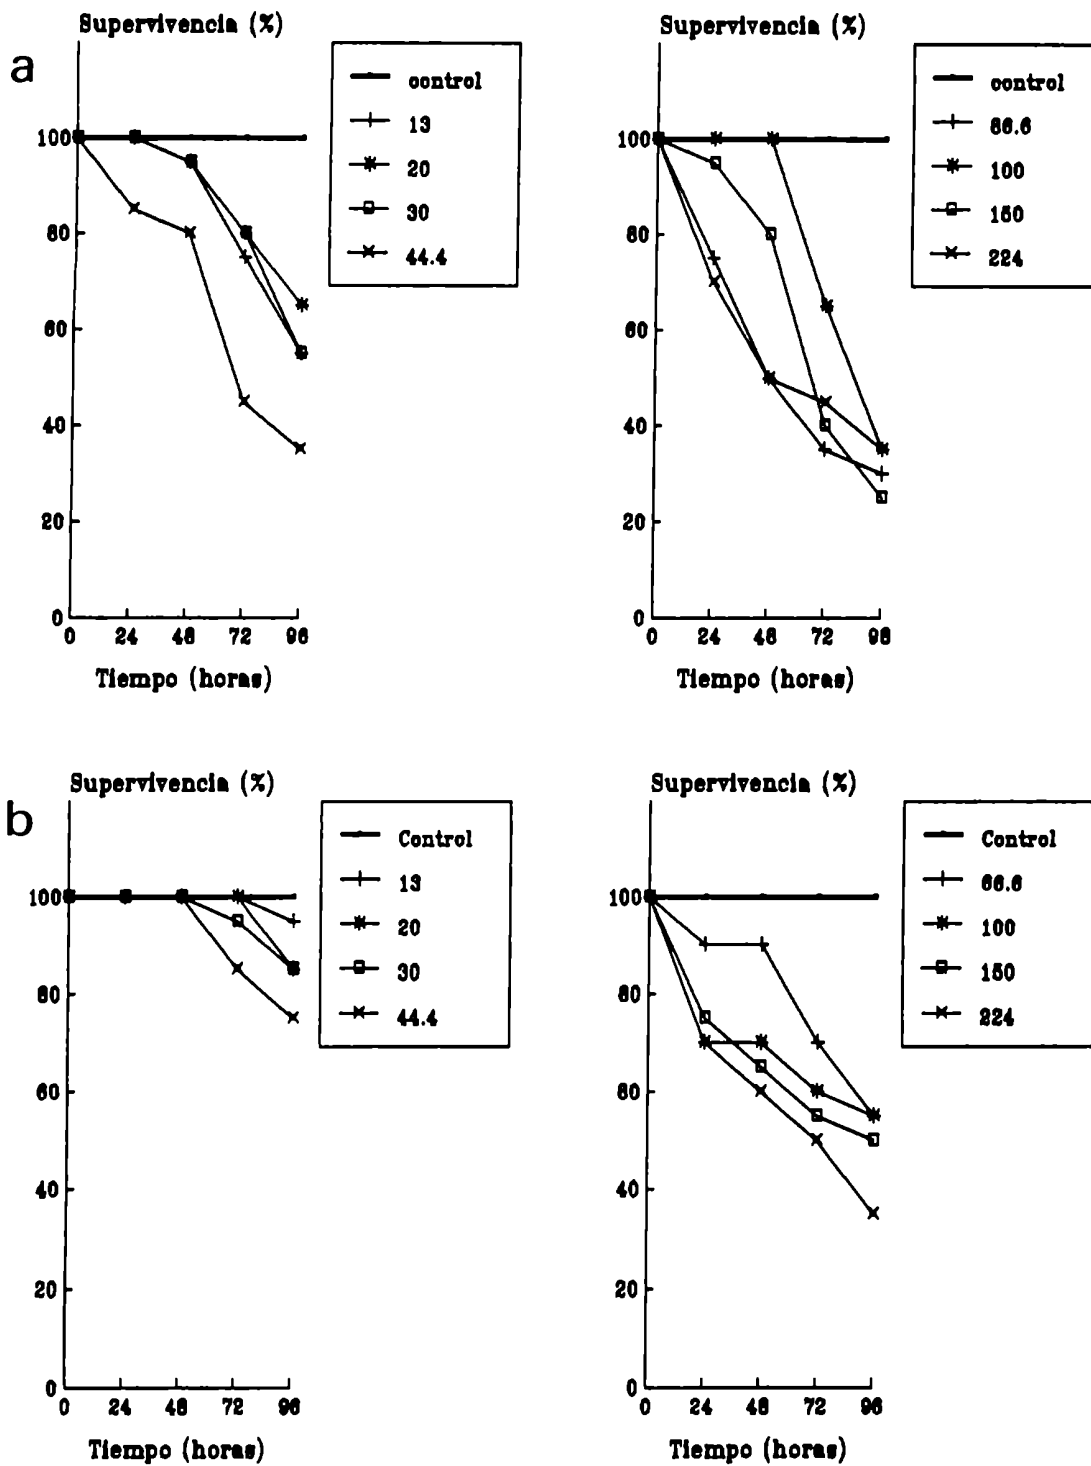 a
Supervivencia (%)
100
80
60
40
20
0
0 24 48 72 96
Tiempo (horas)
control
13
20
30
44.4
Supervivencia (%)
100
80
60
40
20
0
0 24 48 72 96
Tiempo (horas)
control
66.6
100
150
224
b
Supervivencia (%)
100
80
60
40
20
0
0 24 48 72 96
Tiempo (horas)
Control
13
20
30
44.4
Supervivencia (%)
100
80
60
40
20
0
0 24 48 72 96
Tiempo (horas)
Control
66.6
100
150
224